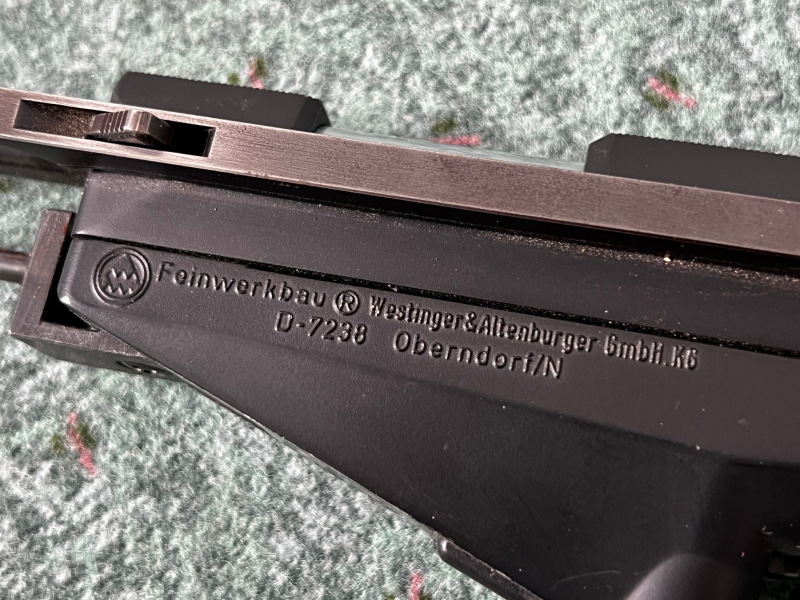 Feinwerkbau ® Westinger&Altenburger GmbH.KG
D-7238 Oberndorf/N